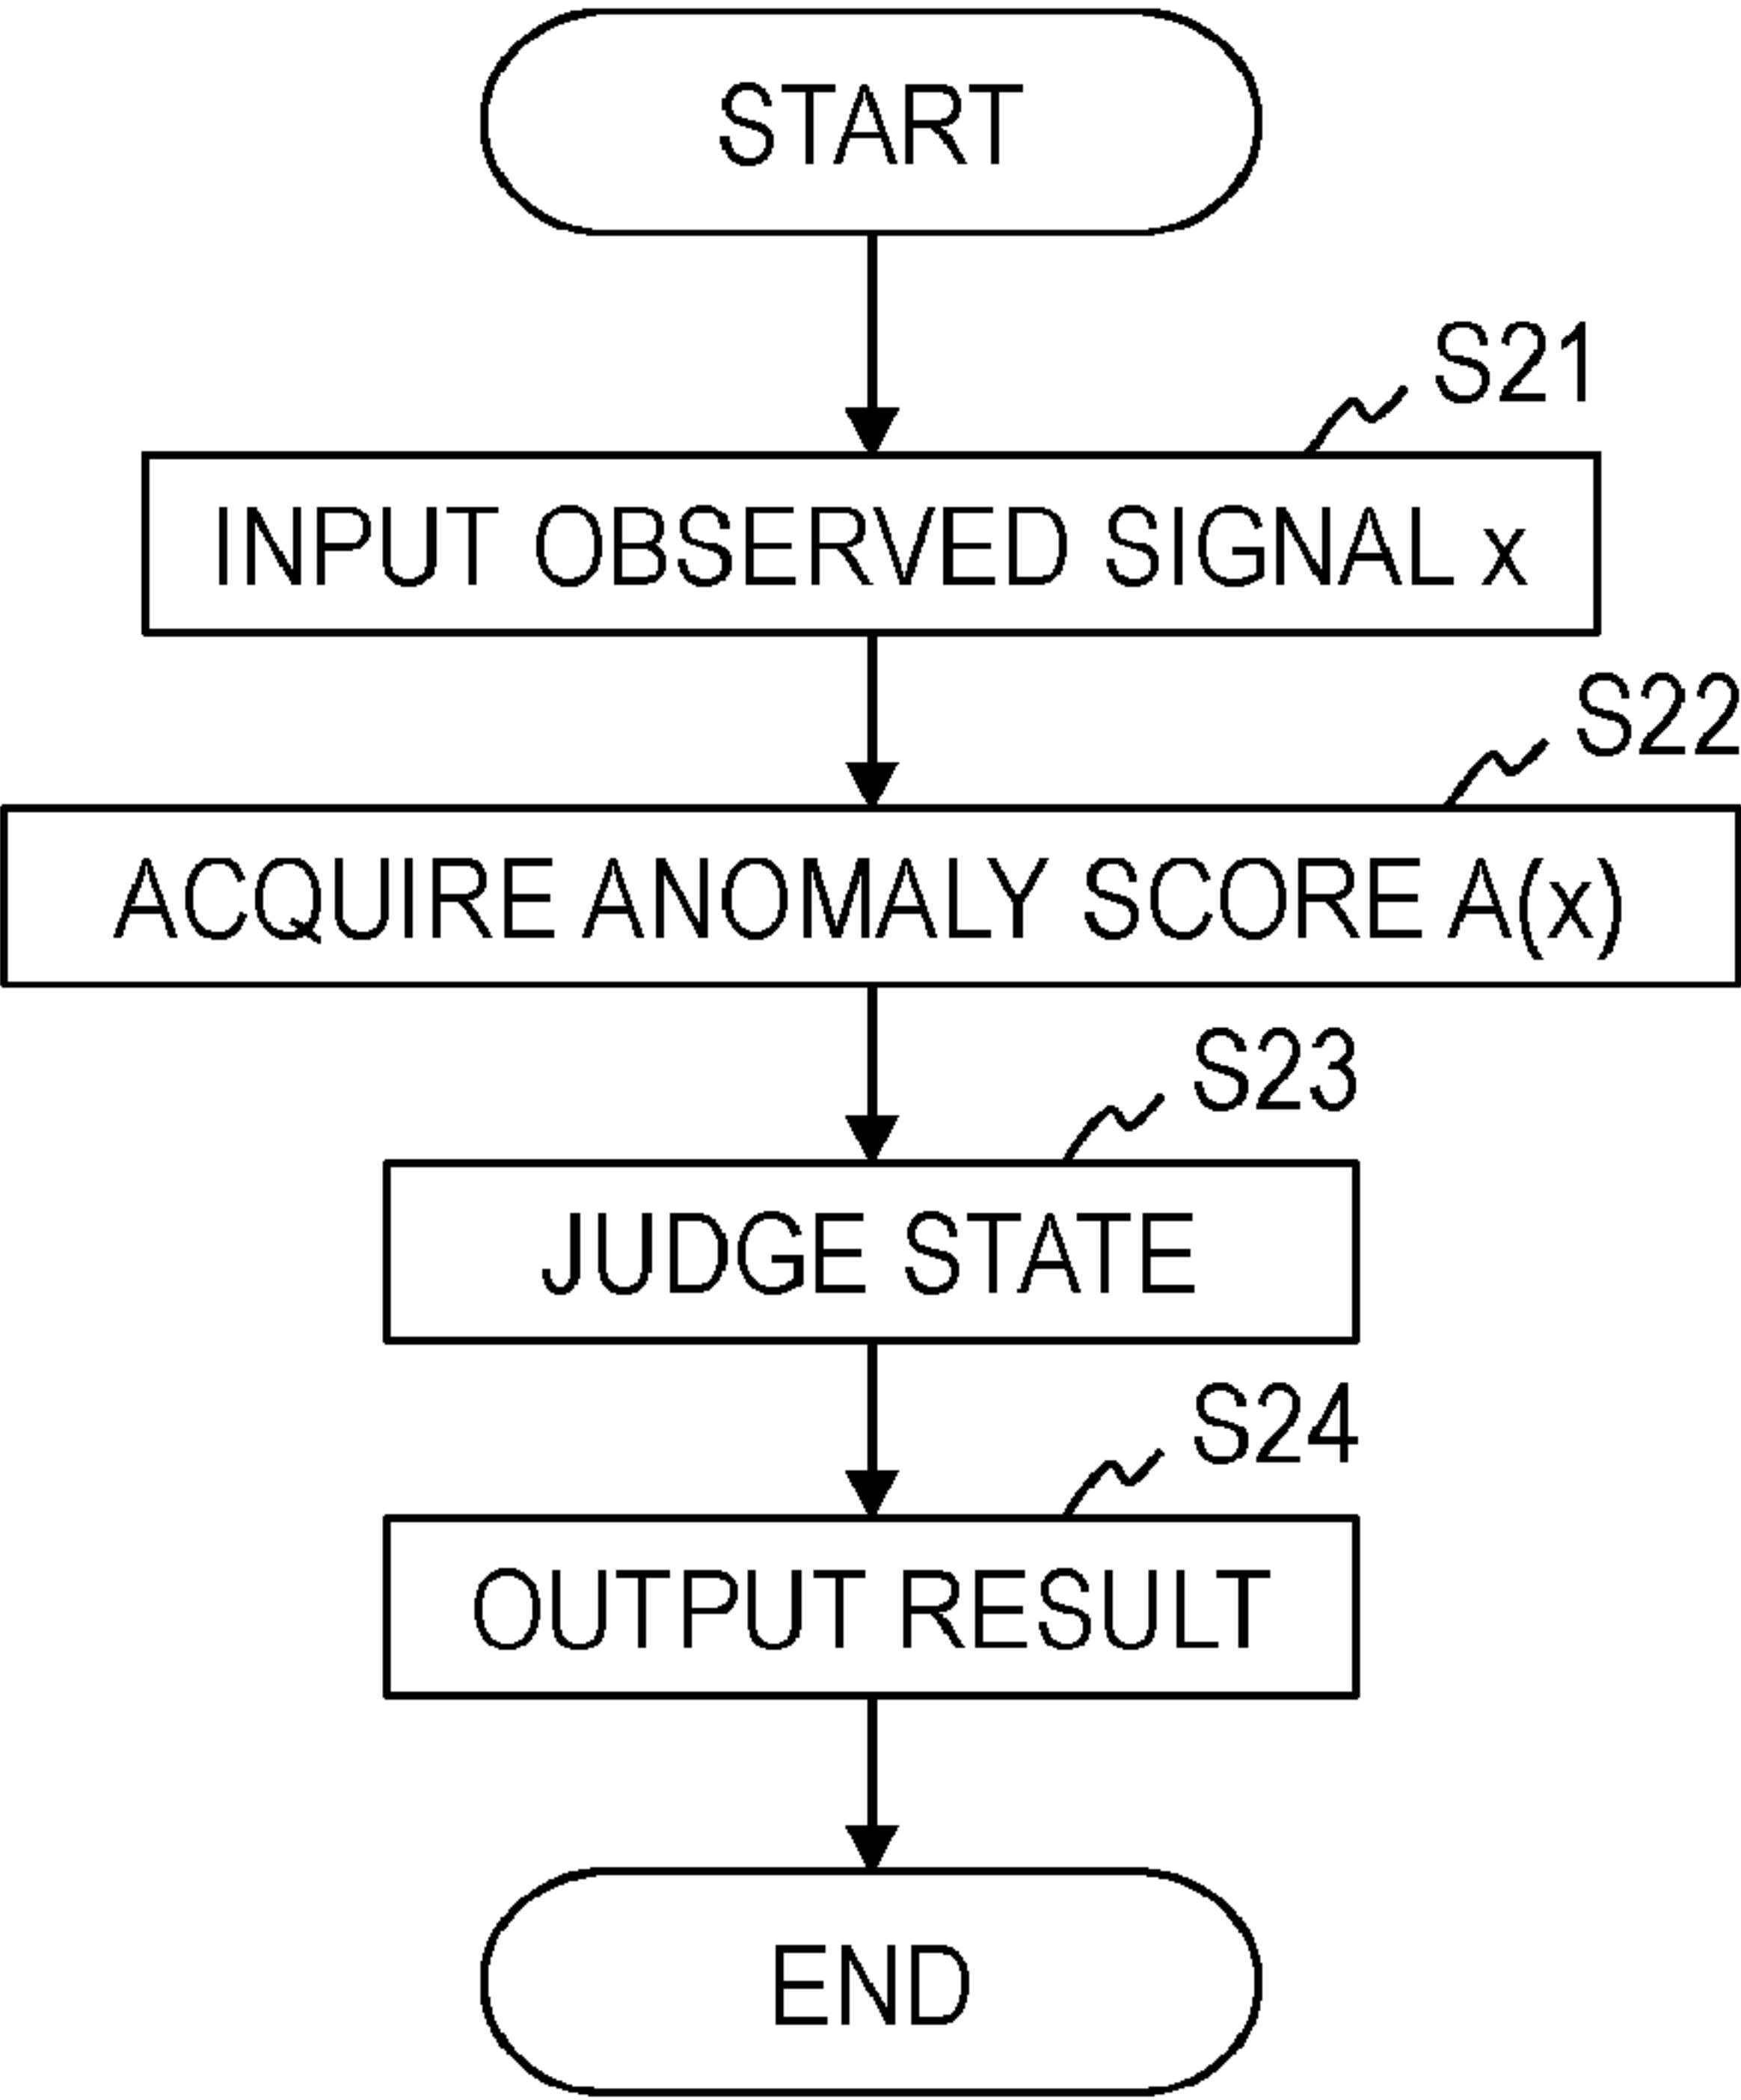 START
S21
INPUT OBSERVED SIGNAL x
S22
ACQUIRE ANOMALY SCORE A(x)
S23
JUDGE STATE
S24
OUTPUT RESULT
END